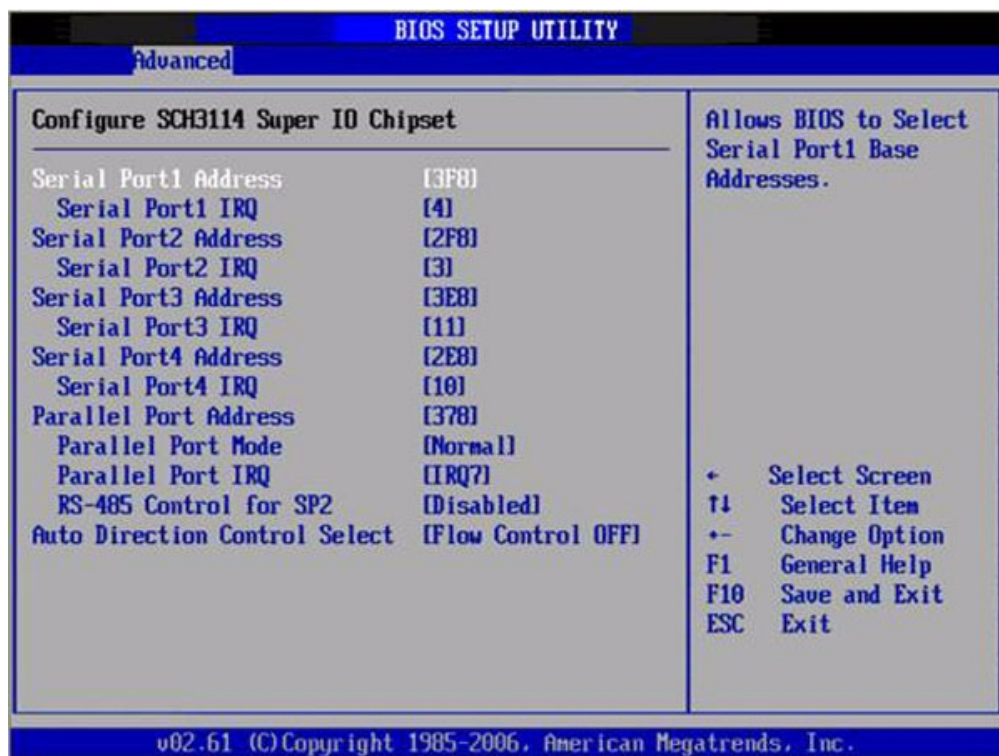 BIOS SETUP UTILITY
Advanced
Configure SCH3114 Super IO Chipset
Serial Port1 Address [3F8]
Serial Port1 IRQ [4]
Serial Port2 Address [2F8]
Serial Port2 IRQ [3]
Serial Port3 Address [3E8]
Serial Port3 IRQ [11]
Serial Port4 Address [2E8]
Serial Port4 IRQ [10]
Parallel Port Address [378]
Parallel Port Mode [Normal]
Parallel Port IRQ [IRQ7]
RS-485 Control for SP2 [Disabled]
Auto Direction Control Select [Flow Control OFF]
Allows BIOS to Select
Serial Port1 Base
Addresses.
← Select Screen
↑↓ Select Item
+- Change Option
F1 General Help
F10 Save and Exit
ESC Exit
v02.61 (C)Copyright 1985-2006, American Megatrends, Inc.